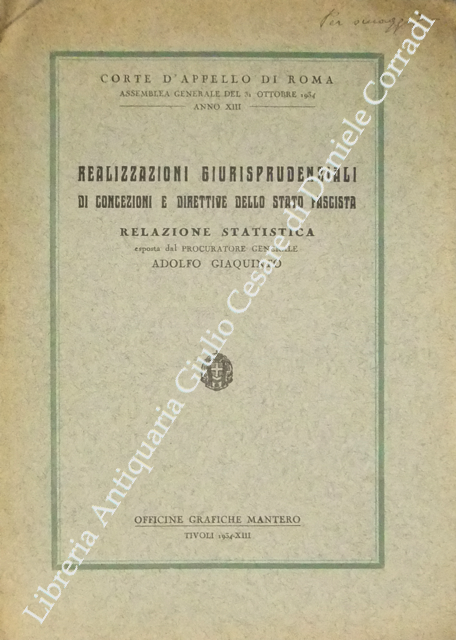 Per omaggio
CORTE D'APPELLO DI ROMA
ASSEMBLEA GENERALE DEL 31 OTTOBRE 1934
ANNO XIII
REALIZZAZIONI GIURISPRUDENZIALI
DI CONCEZIONI E DIRETTIVE DELLO STATO FASCISTA
RELAZIONE STATISTICA
esposta dal PROCURATORE GENERALE
ADOLFO GIAQUINTO
OFFICINE GRAFICHE MANTERO
TIVOLI 1934-XIII
Libreria Antiquaria Giulio Cesare di Daniele Corradi